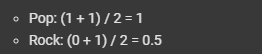 Pop: (1 + 1) / 2 = 1
Rock: (0 + 1) / 2 = 0.5